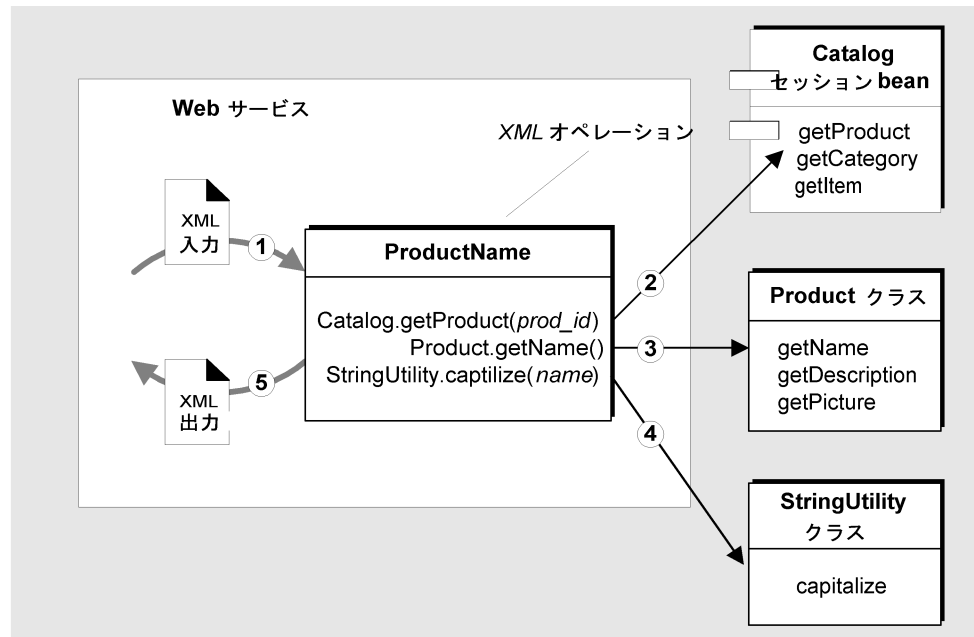 Web サービス
XML オペレーション
XML
入力
1
ProductName
Catalog.getProduct(prod_id)
Product.getName()
StringUtility.captilize(name)
XML
出力
5
2
3
4
Catalog
セッション bean
getProduct
getCategory
getItem
Product クラス
getName
getDescription
getPicture
StringUtility
クラス
capitalize